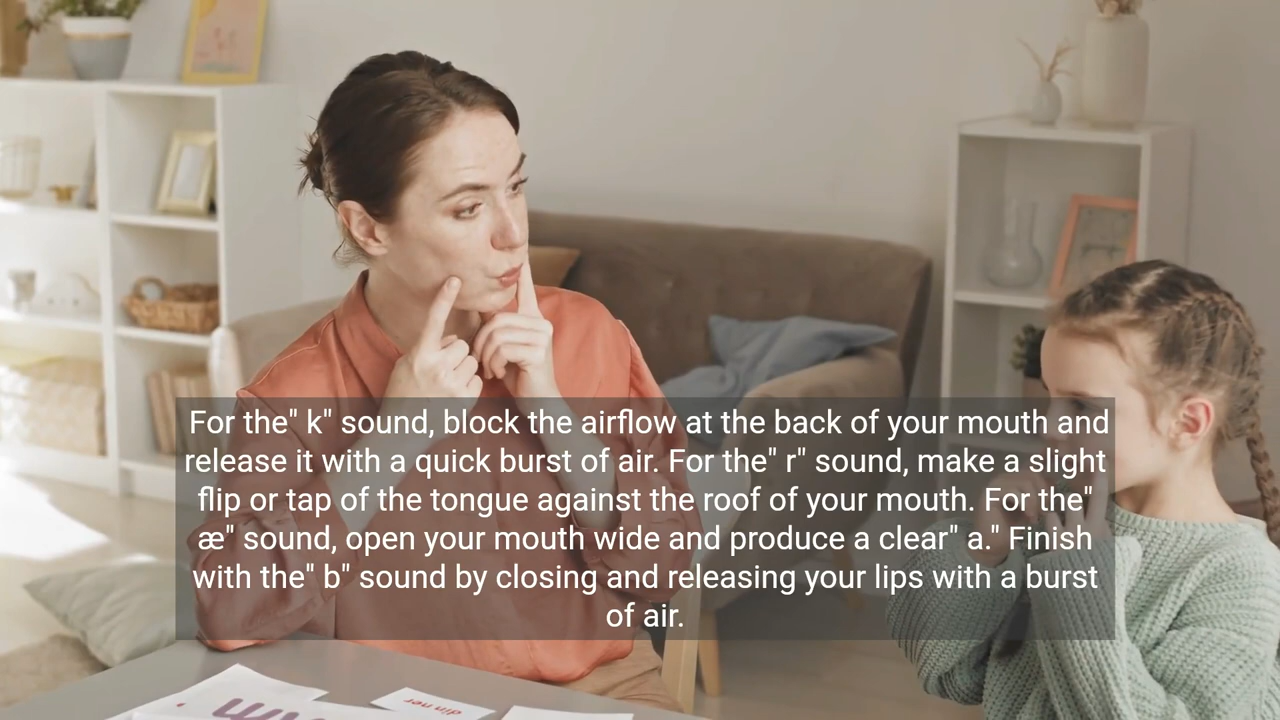 For the" k" sound, block the airflow at the back of your mouth and
release it with a quick burst of air. For the" r" sound, make a slight
flip or tap of the tongue against the roof of your mouth. For the"
æ" sound, open your mouth wide and produce a clear" a." Finish
with the" b" sound by closing and releasing your lips with a burst
of air.
dinner